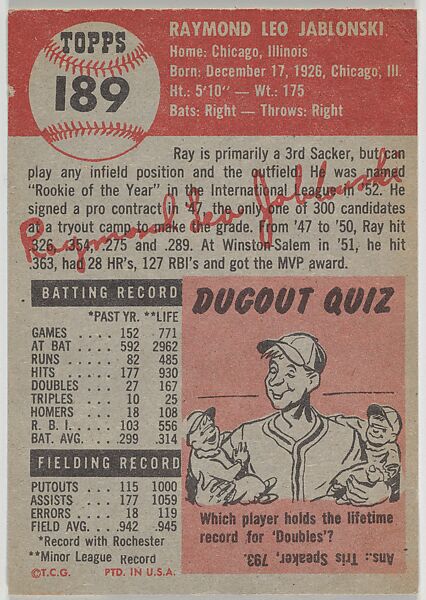 TOPPS
189
RAYMOND LEO JABLONSKI
Home: Chicago, Illinois
Born: December 17, 1926, Chicago, Ill.
Ht.: 5'10" — Wt.: 175
Bats: Right — Throws: Right
Ray is primarily a 3rd Sacker, but can
play any infield position and the outfield. He was named
"Rookie of the Year" in the International League in '52. He
signed a pro contract in '47, the only one of 300 candidates
at a tryout camp to make the grade. From '47 to '50, Ray hit
.326, .354, .275 and .289. At Winston-Salem in '51, he hit
.363, had 28 HR's, 127 RBI's and got the MVP award.
Raymond Leo Jablonski
BATTING RECORD
*PAST YR. **LIFE
GAMES . . . . 152 771
AT BAT . . . . 592 2962
RUNS . . . . 82 485
HITS . . . . 177 930
DOUBLES . . . 27 167
TRIPLES . . . 10 25
HOMERS . . . 18 108
R. B. I. . . . . 103 556
BAT. AVG. . . . .299 .314
FIELDING RECORD
PUTOUTS . . . 115 1000
ASSISTS . . . 177 1059
ERRORS . . . 18 119
FIELD AVG. . . .942 .945
*Record with Rochester
**Minor League Record
©T.C.G. PTD. IN U.S.A.
DUGOUT QUIZ
Which player holds the lifetime
record for 'Doubles'?
Ans.: Tris Speaker, 793.